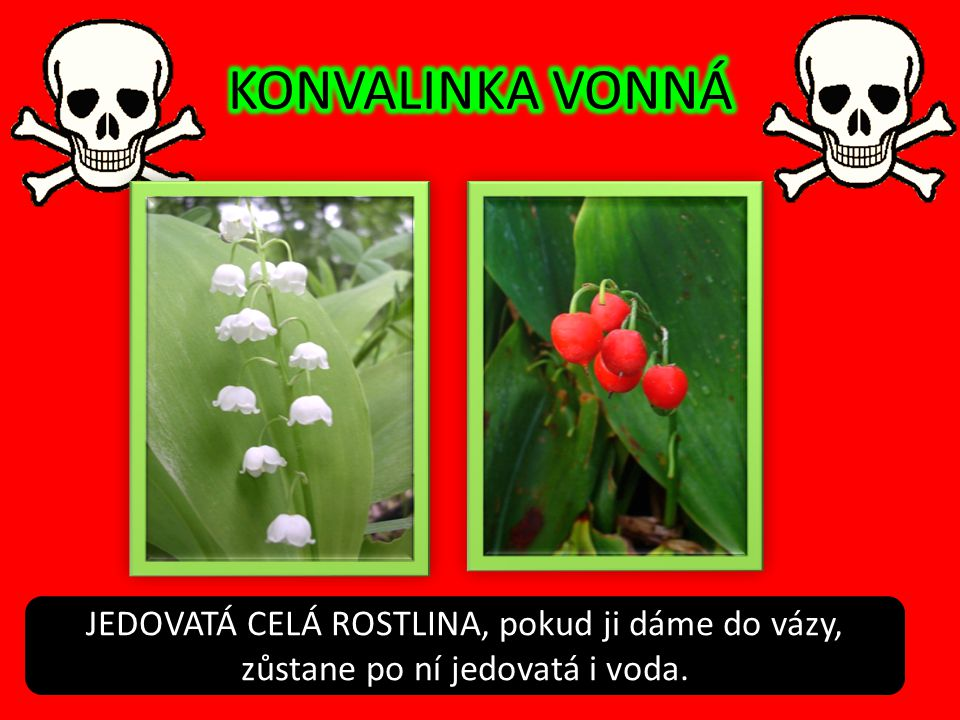 KONVALINKA VONNÁ
JEDOVATÁ CELÁ ROSTLINA, pokud ji dáme do vázy,
zůstane po ní jedovatá i voda.